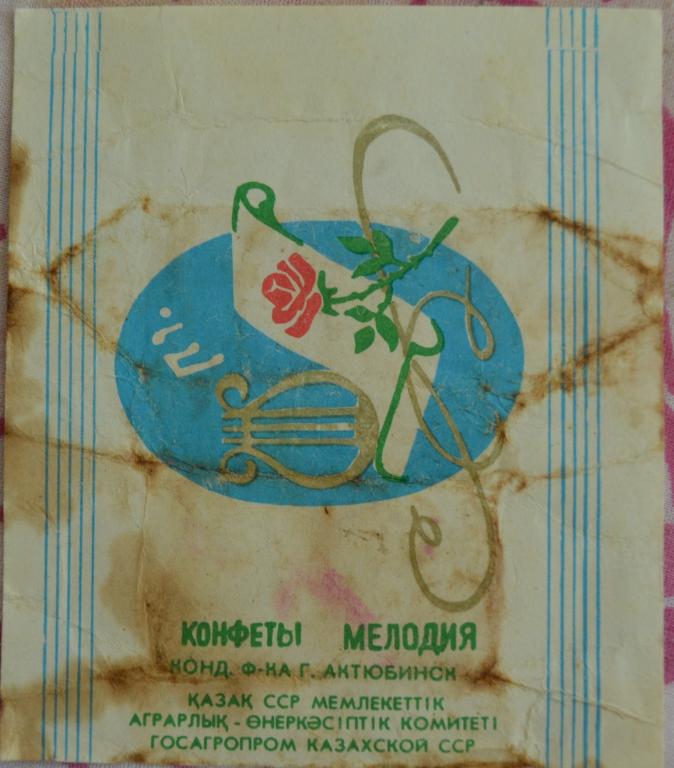 КОНФЕТЫ МЕЛОДИЯ
КОНД. Ф-КА Г. АКТЮБИНСК
ҚАЗАҚ ССР МЕМЛЕКЕТТІК
АГРАРЛЫҚ - ӨНЕРКӘСІПТІК КОМИТЕТІ
ГОСАГРОПРОМ КАЗАХСКОЙ ССР